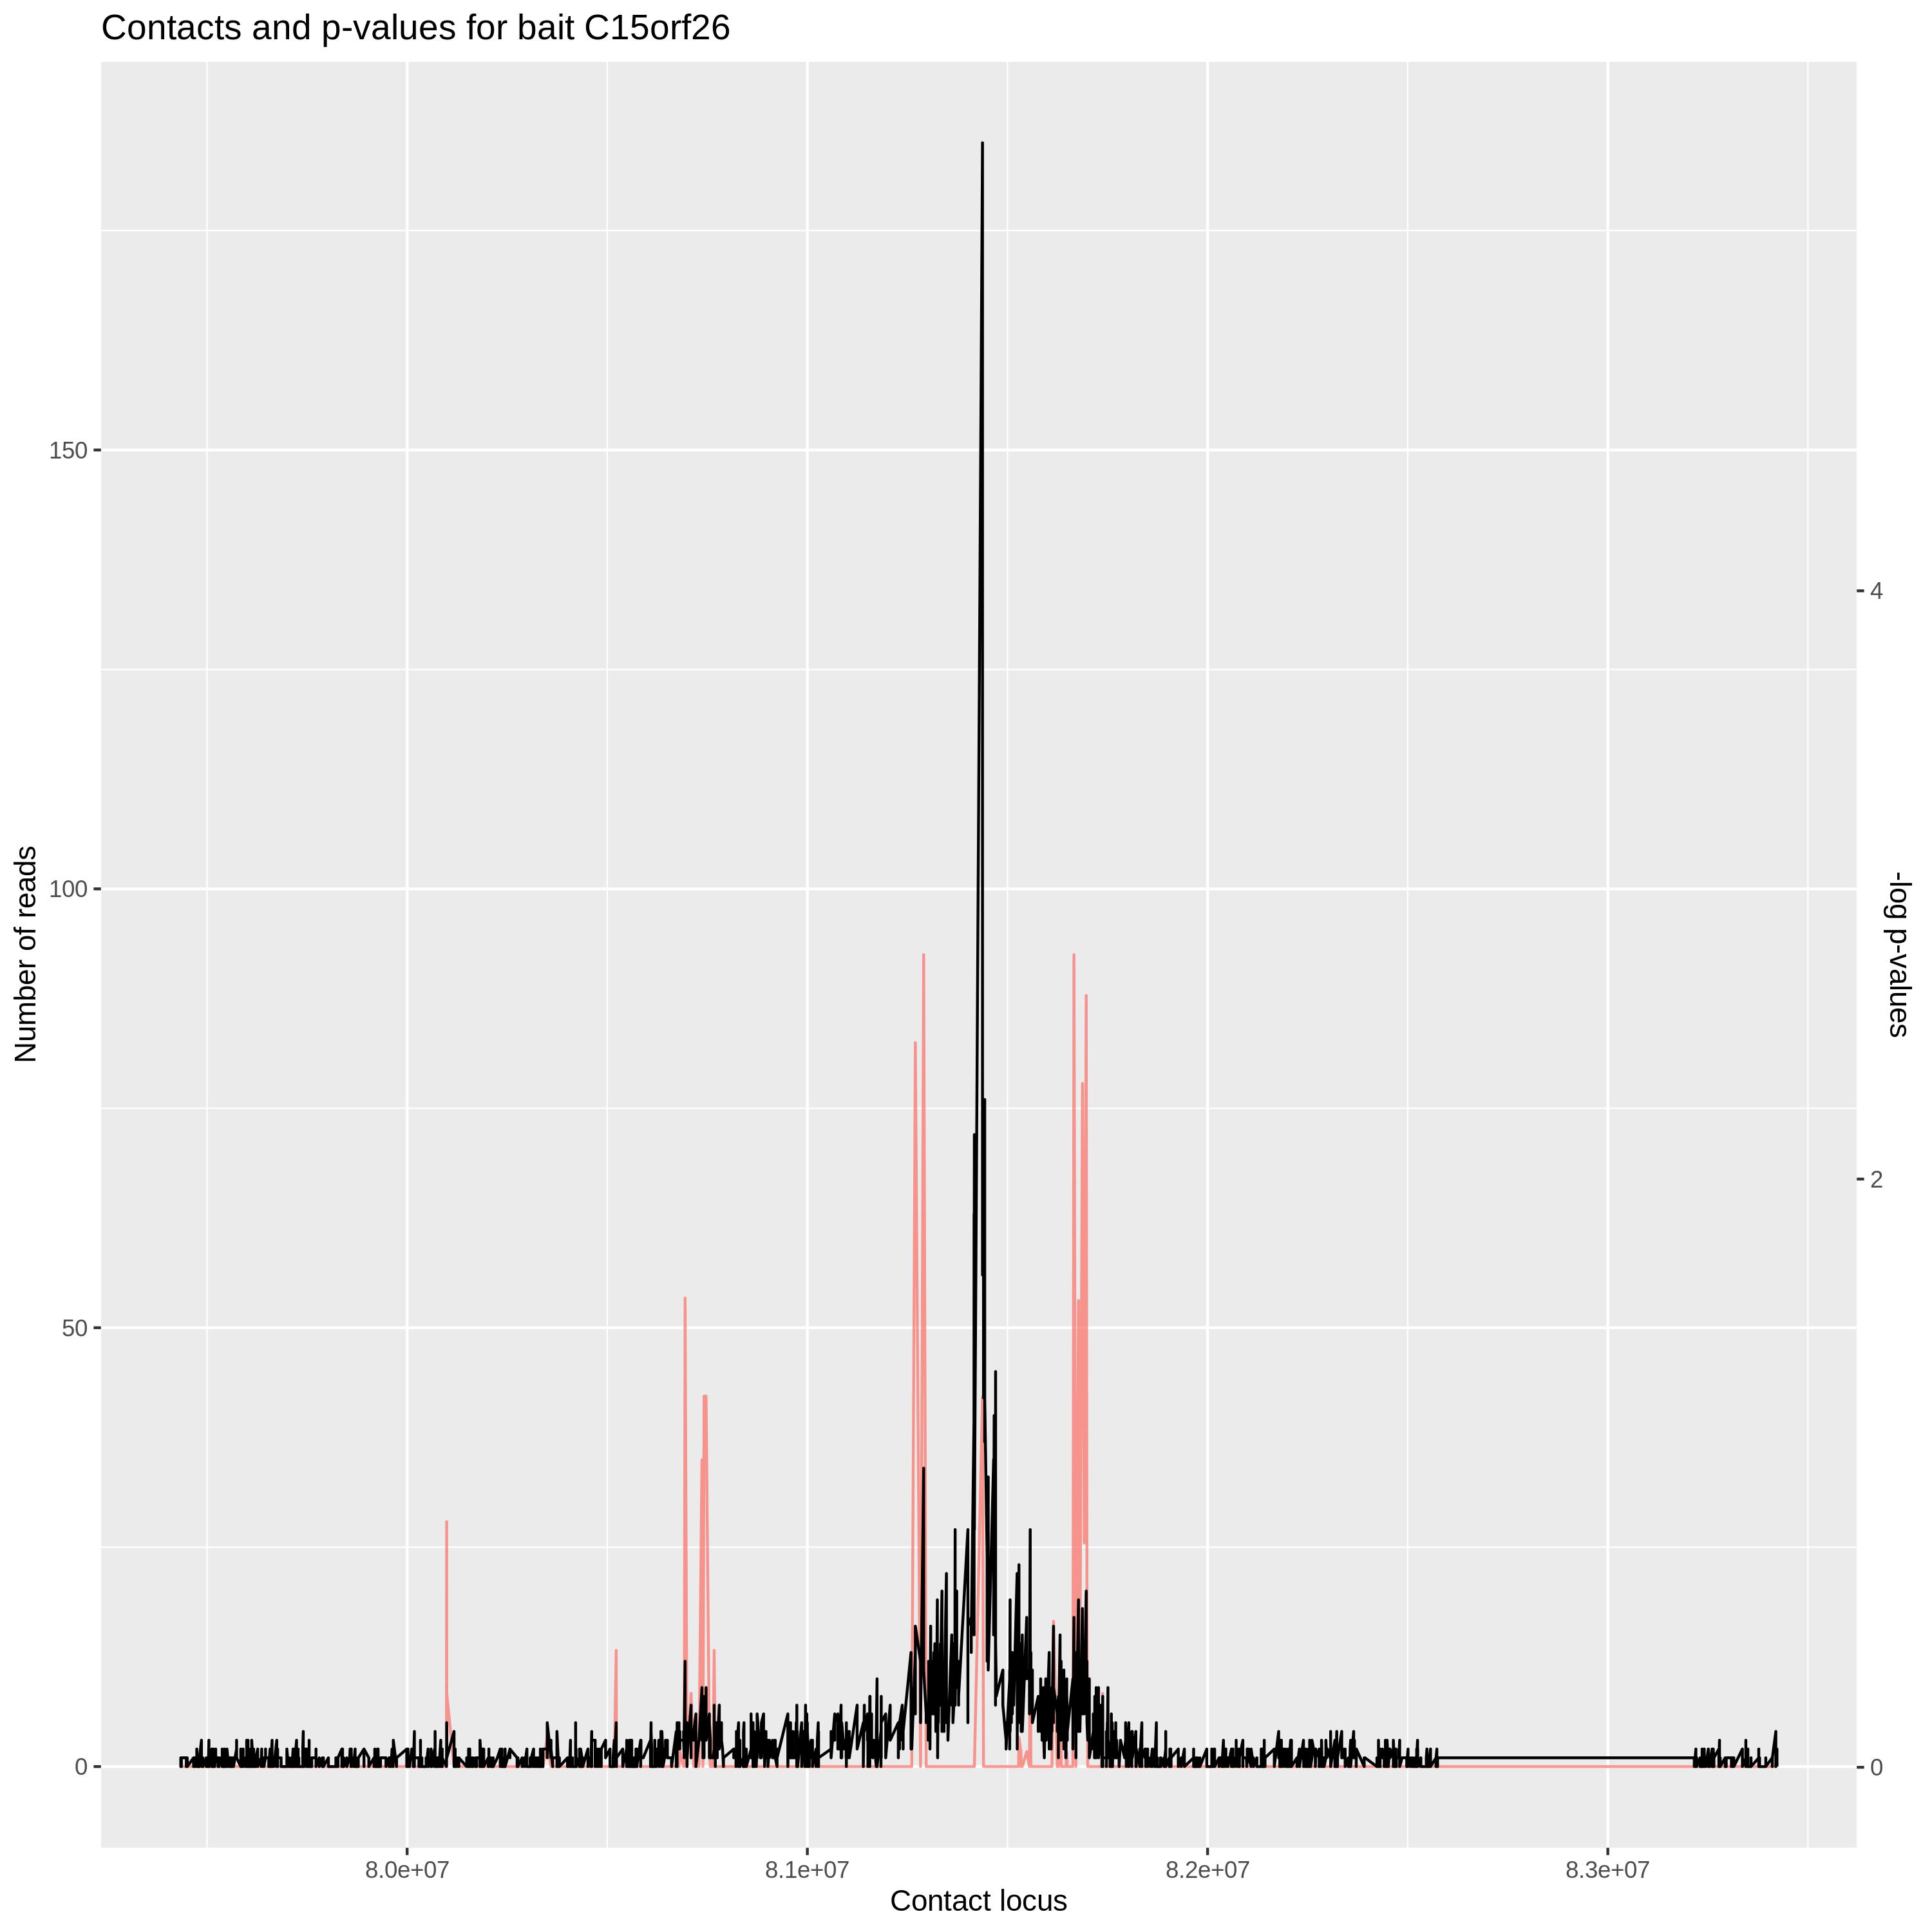 Contacts and p-values for bait C15orf26
Number of reads
150
100
50
0
4
2
0
-log p-values
8.0e+07
8.1e+07
8.2e+07
8.3e+07
Contact locus